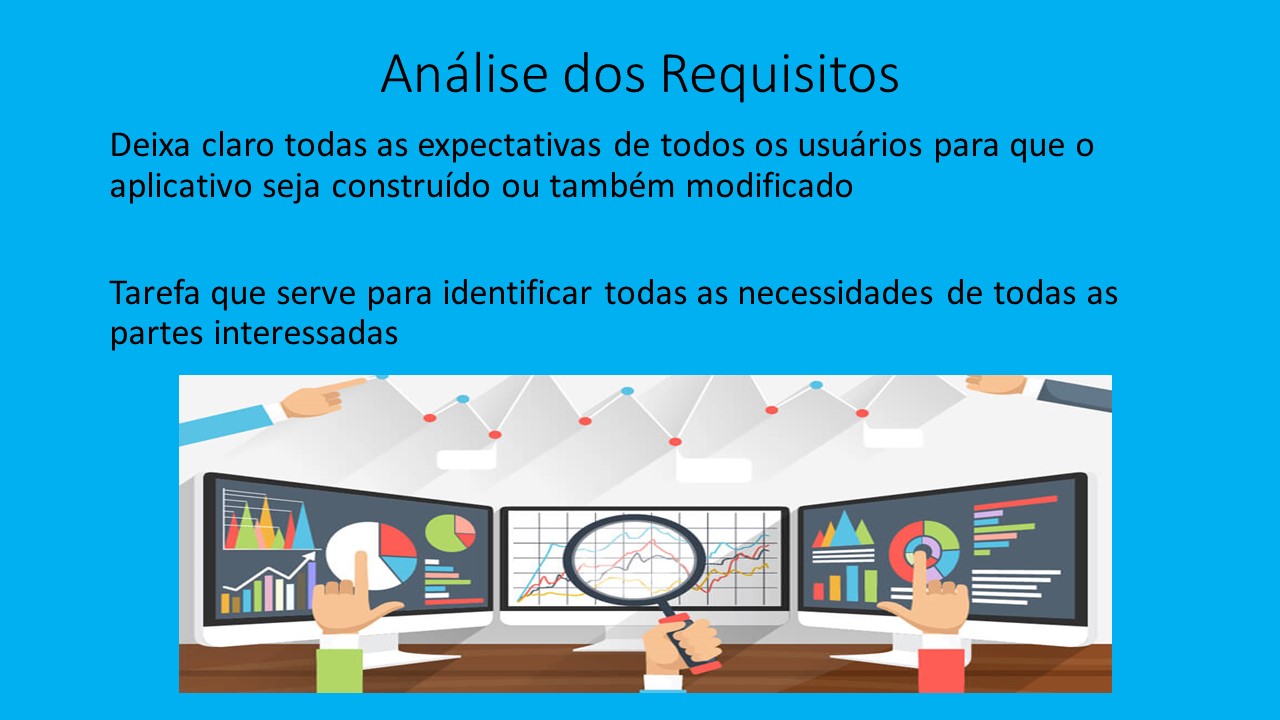 Análise dos Requisitos
Deixa claro todas as expectativas de todos os usuários para que o
aplicativo seja construído ou também modificado
Tarefa que serve para identificar todas as necessidades de todas as
partes interessadas